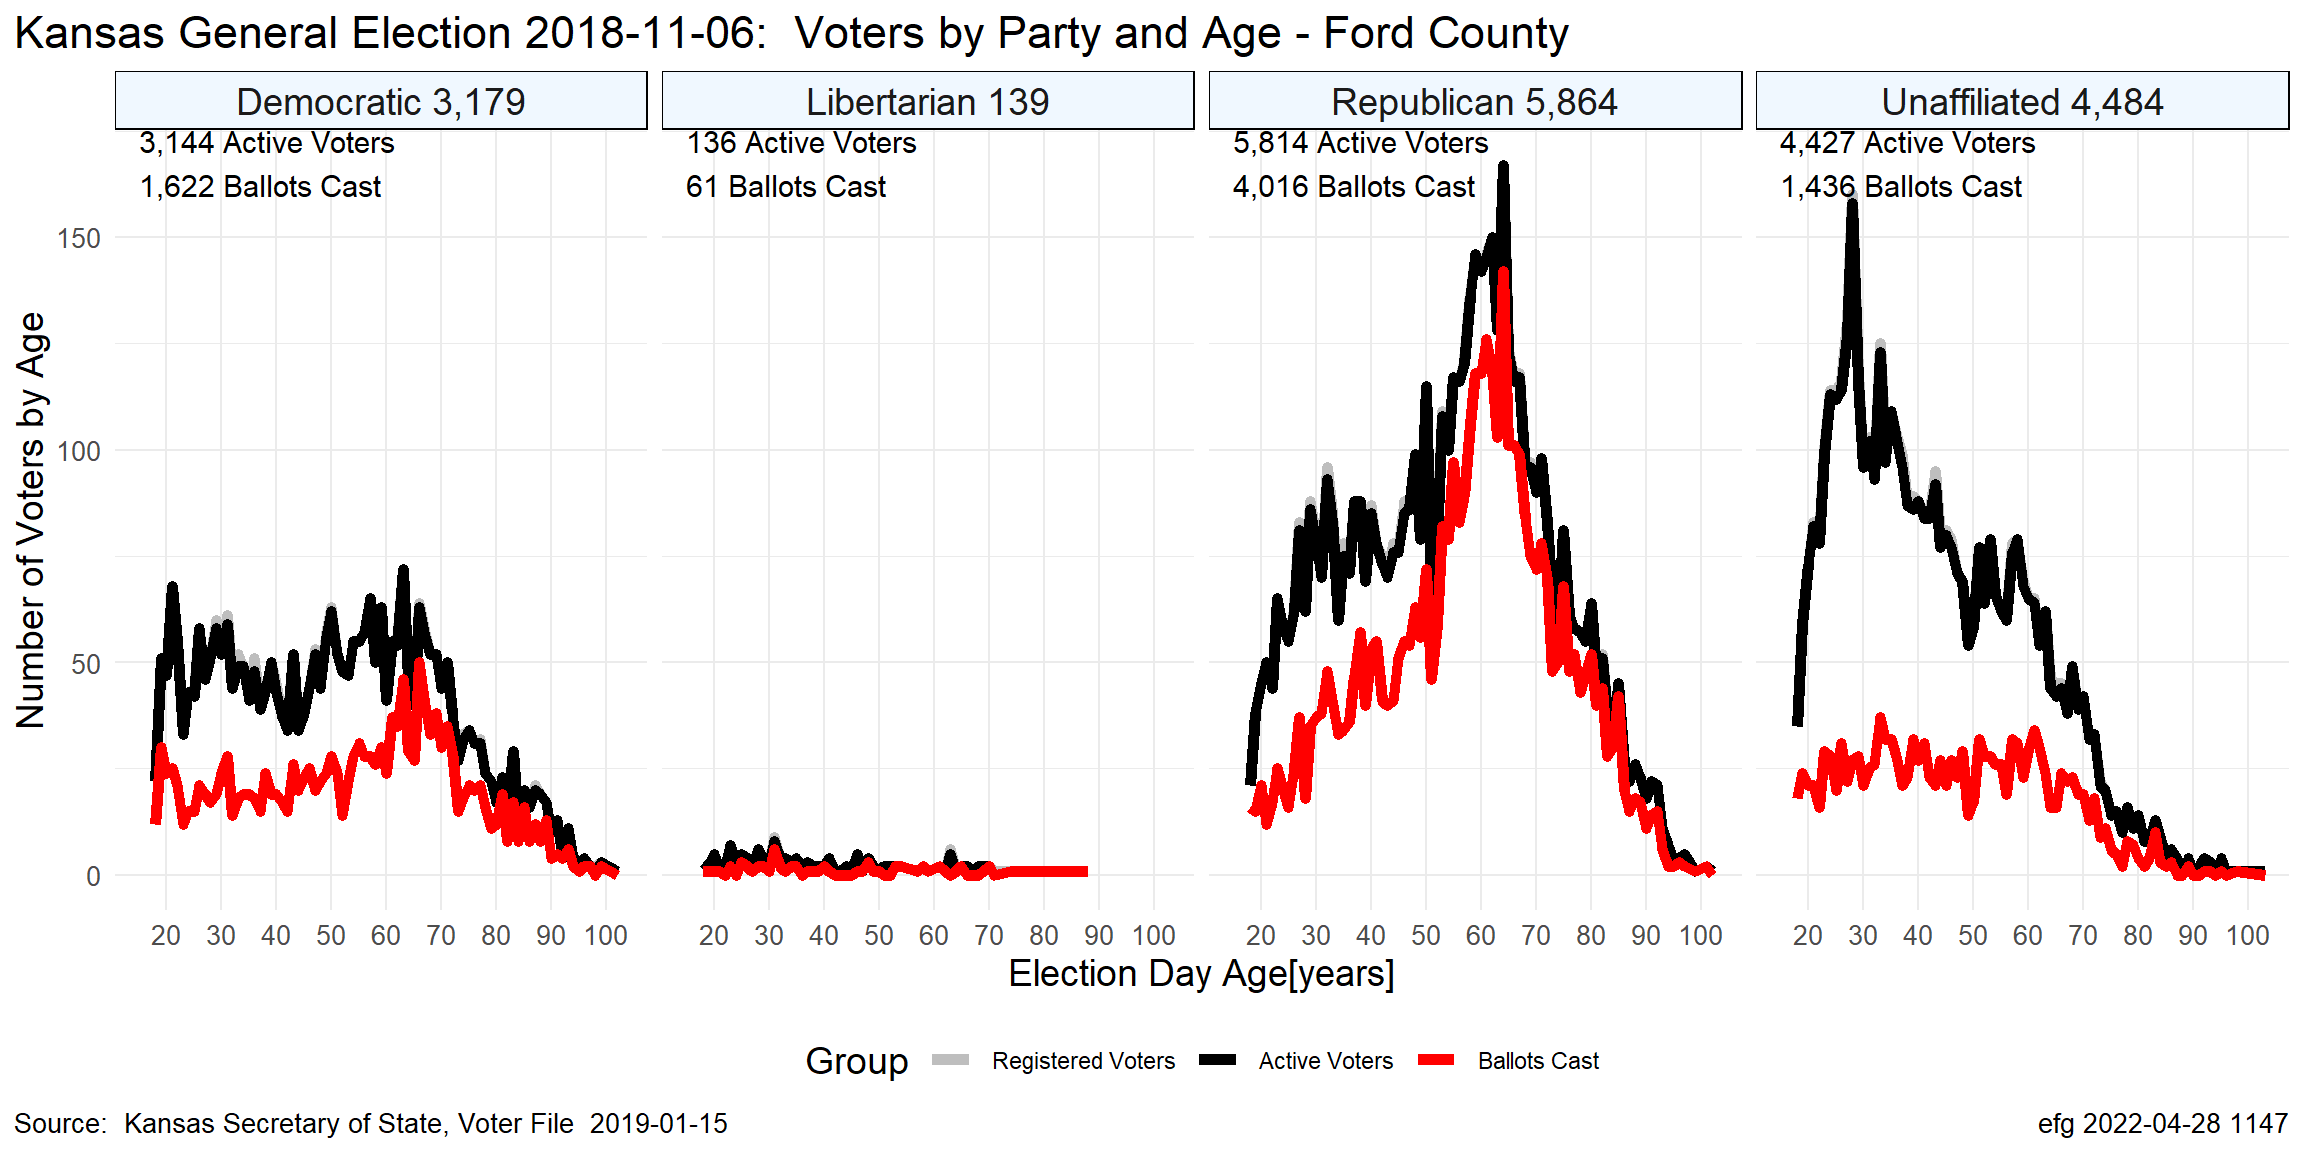 Kansas General Election 2018-11-06:  Voters by Party and Age - Ford County
Democratic 3,179
Libertarian 139
Republican 5,864
Unaffiliated 4,484
3,144 Active Voters
1,622 Ballots Cast
136 Active Voters
61 Ballots Cast
5,814 Active Voters
4,016 Ballots Cast
4,427 Active Voters
1,436 Ballots Cast
Number of Voters by Age
150
100
50
0
20 30 40 50 60 70 80 90 100
20 30 40 50 60 70 80 90 100
20 30 40 50 60 70 80 90 100
20 30 40 50 60 70 80 90 100
Election Day Age[years]
Group Registered Voters Active Voters Ballots Cast
Source:  Kansas Secretary of State, Voter File  2019-01-15
efg 2022-04-28 1147